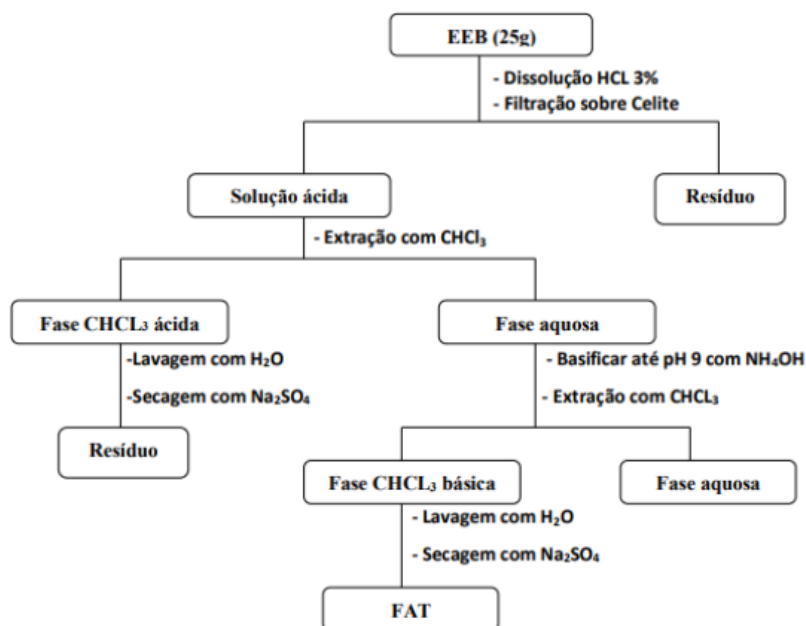 EEB (25g)
- Dissolução HCL 3%
- Filtração sobre Celite
Solução ácida
Resíduo
- Extração com CHCl₃
Fase CHCL₃ ácida
Fase aquosa
-Lavagem com H₂O
-Secagem com Na₂SO₄
- Basificar até pH 9 com NH₄OH
- Extração com CHCL₃
Resíduo
Fase CHCL₃ básica
Fase aquosa
- Lavagem com H₂O
- Secagem com Na₂SO₄
FAT